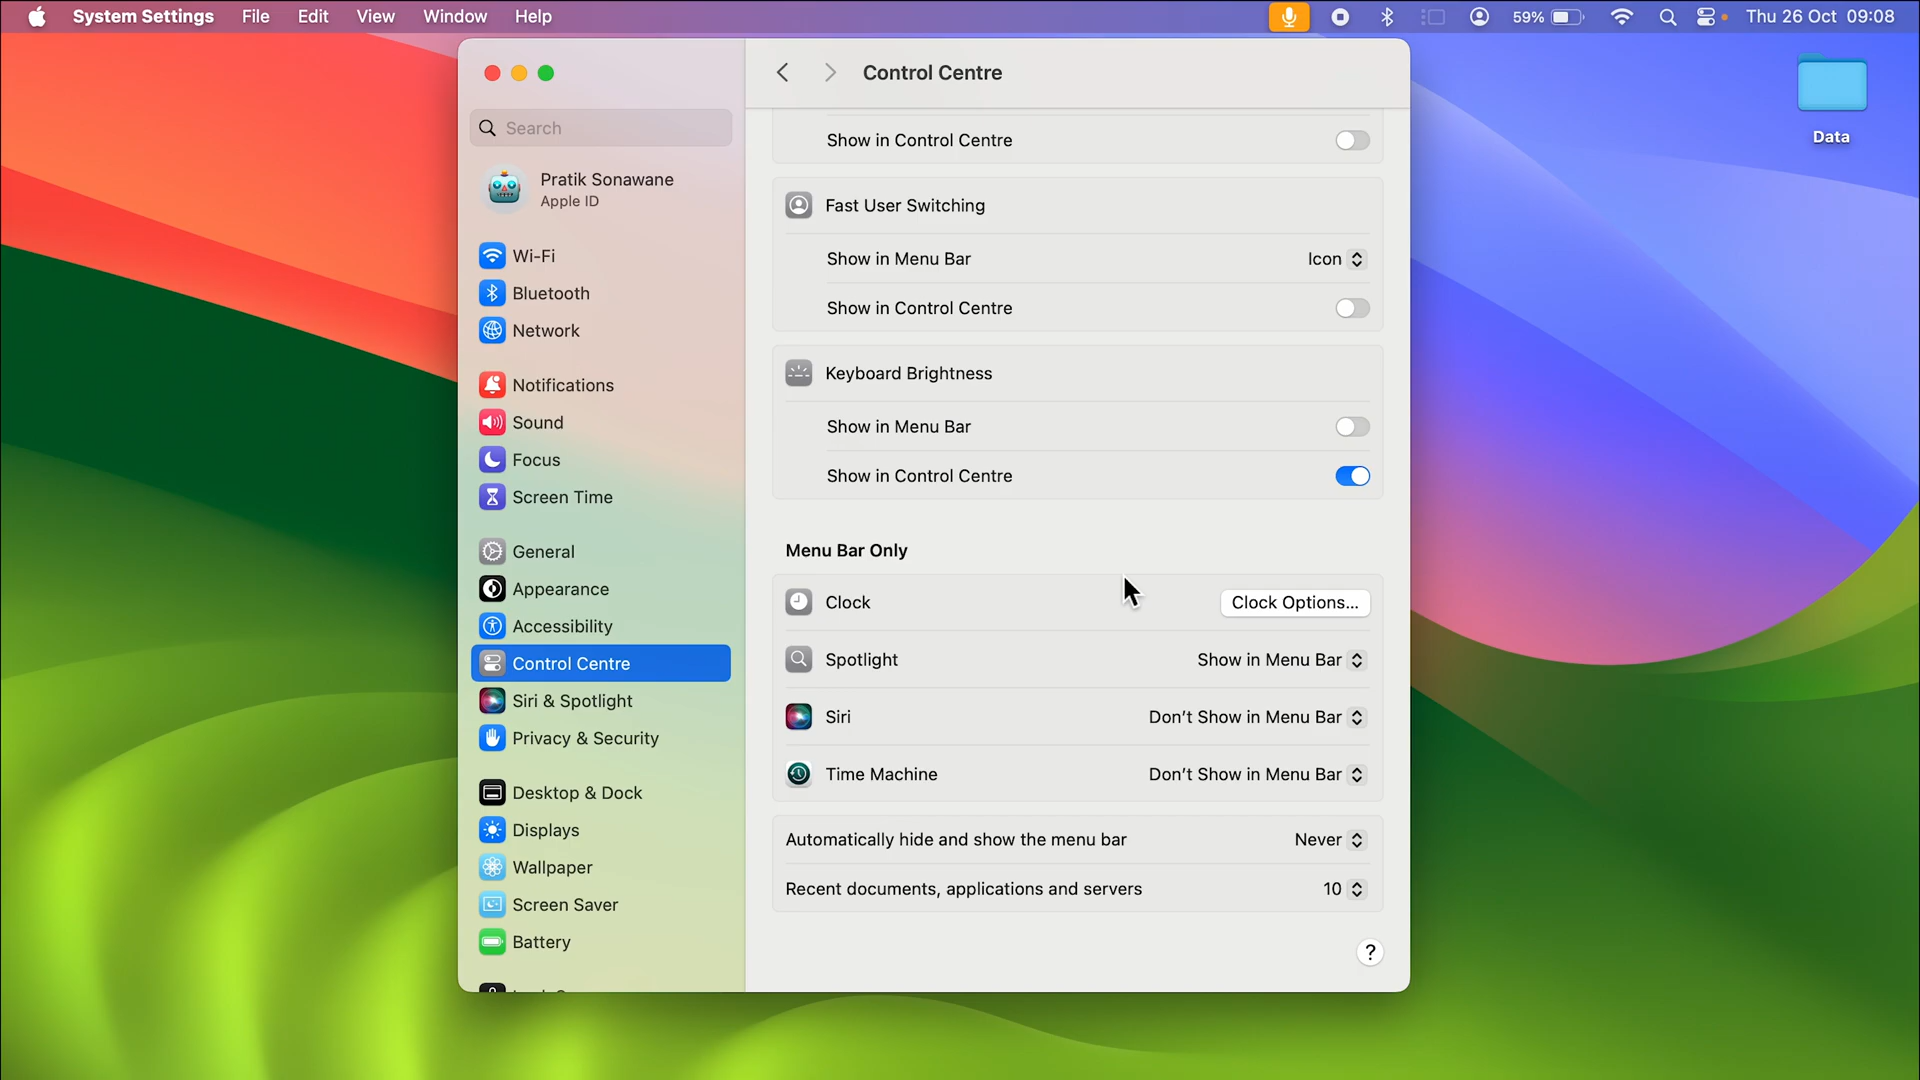 System Settings File Edit View Window Help 59% Thu 26 Oct 09:08
Control Centre
Search
Pratik Sonawane
Apple ID
Wi-Fi
Bluetooth
Network
Notifications
Sound
Focus
Screen Time
General
Appearance
Accessibility
Control Centre
Siri & Spotlight
Privacy & Security
Desktop & Dock
Displays
Wallpaper
Screen Saver
Battery
Show in Control Centre
Fast User Switching
Show in Menu Bar Icon
Show in Control Centre
Keyboard Brightness
Show in Menu Bar
Show in Control Centre
Menu Bar Only
Clock Clock Options...
Spotlight Show in Menu Bar
Siri Don't Show in Menu Bar
Time Machine Don't Show in Menu Bar
Automatically hide and show the menu bar Never
Recent documents, applications and servers 10
?
Data